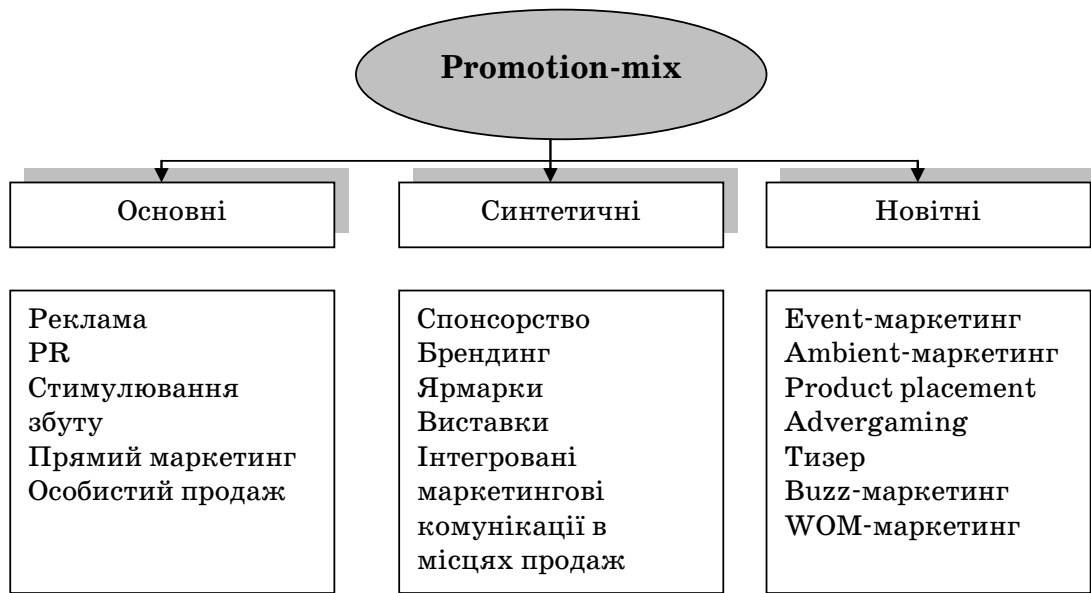 Promotion-mix
Основні
Синтетичні
Новітні
Реклама
PR
Стимулювання
збуту
Прямий маркетинг
Особистий продаж
Спонсорство
Брендинг
Ярмарки
Виставки
Інтегровані
маркетингові
комунікації в
місцях продаж
Event-маркетинг
Ambient-маркетинг
Product placement
Advergaming
Тизер
Buzz-маркетинг
WOM-маркетинг